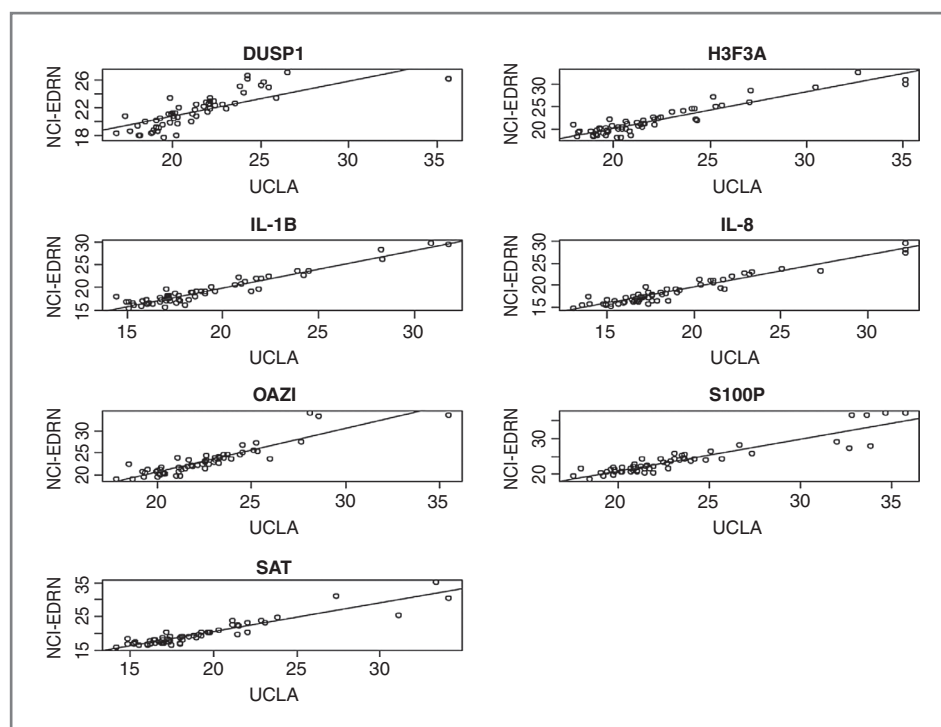 DUSP1
NCI-EDRN
18 22 26
20 25 30 35
UCLA
H3F3A
NCI-EDRN
20 25 30
20 25 30 35
UCLA
IL-1B
NCI-EDRN
15 20 25 30
15 20 25 30
UCLA
IL-8
NCI-EDRN
15 20 25 30
15 20 25 30
UCLA
OAZI
NCI-EDRN
20 25 30
20 25 30 35
UCLA
S100P
NCI-EDRN
20 30
20 25 30 35
UCLA
SAT
NCI-EDRN
15 25 35
15 20 25 30
UCLA